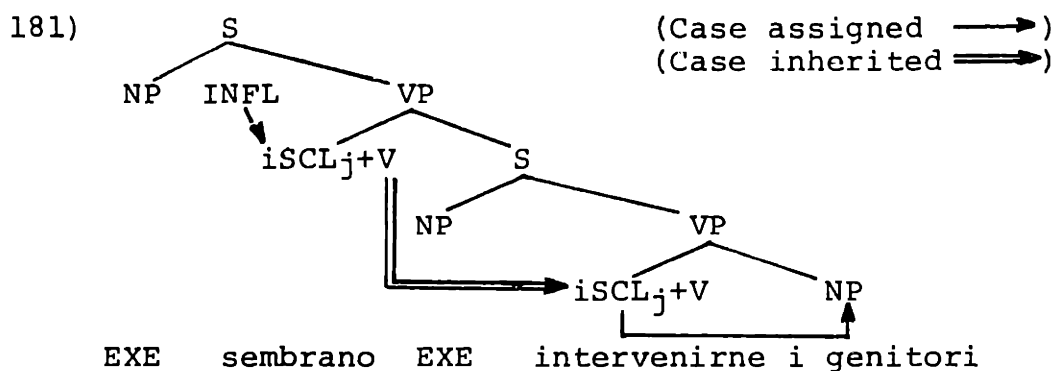 181) S (Case assigned ⟶)
(Case inherited ⟹)
NP INFL VP
iSCLj+V S
NP VP
iSCLj+V NP
EXE sembrano EXE intervenirne i genitori